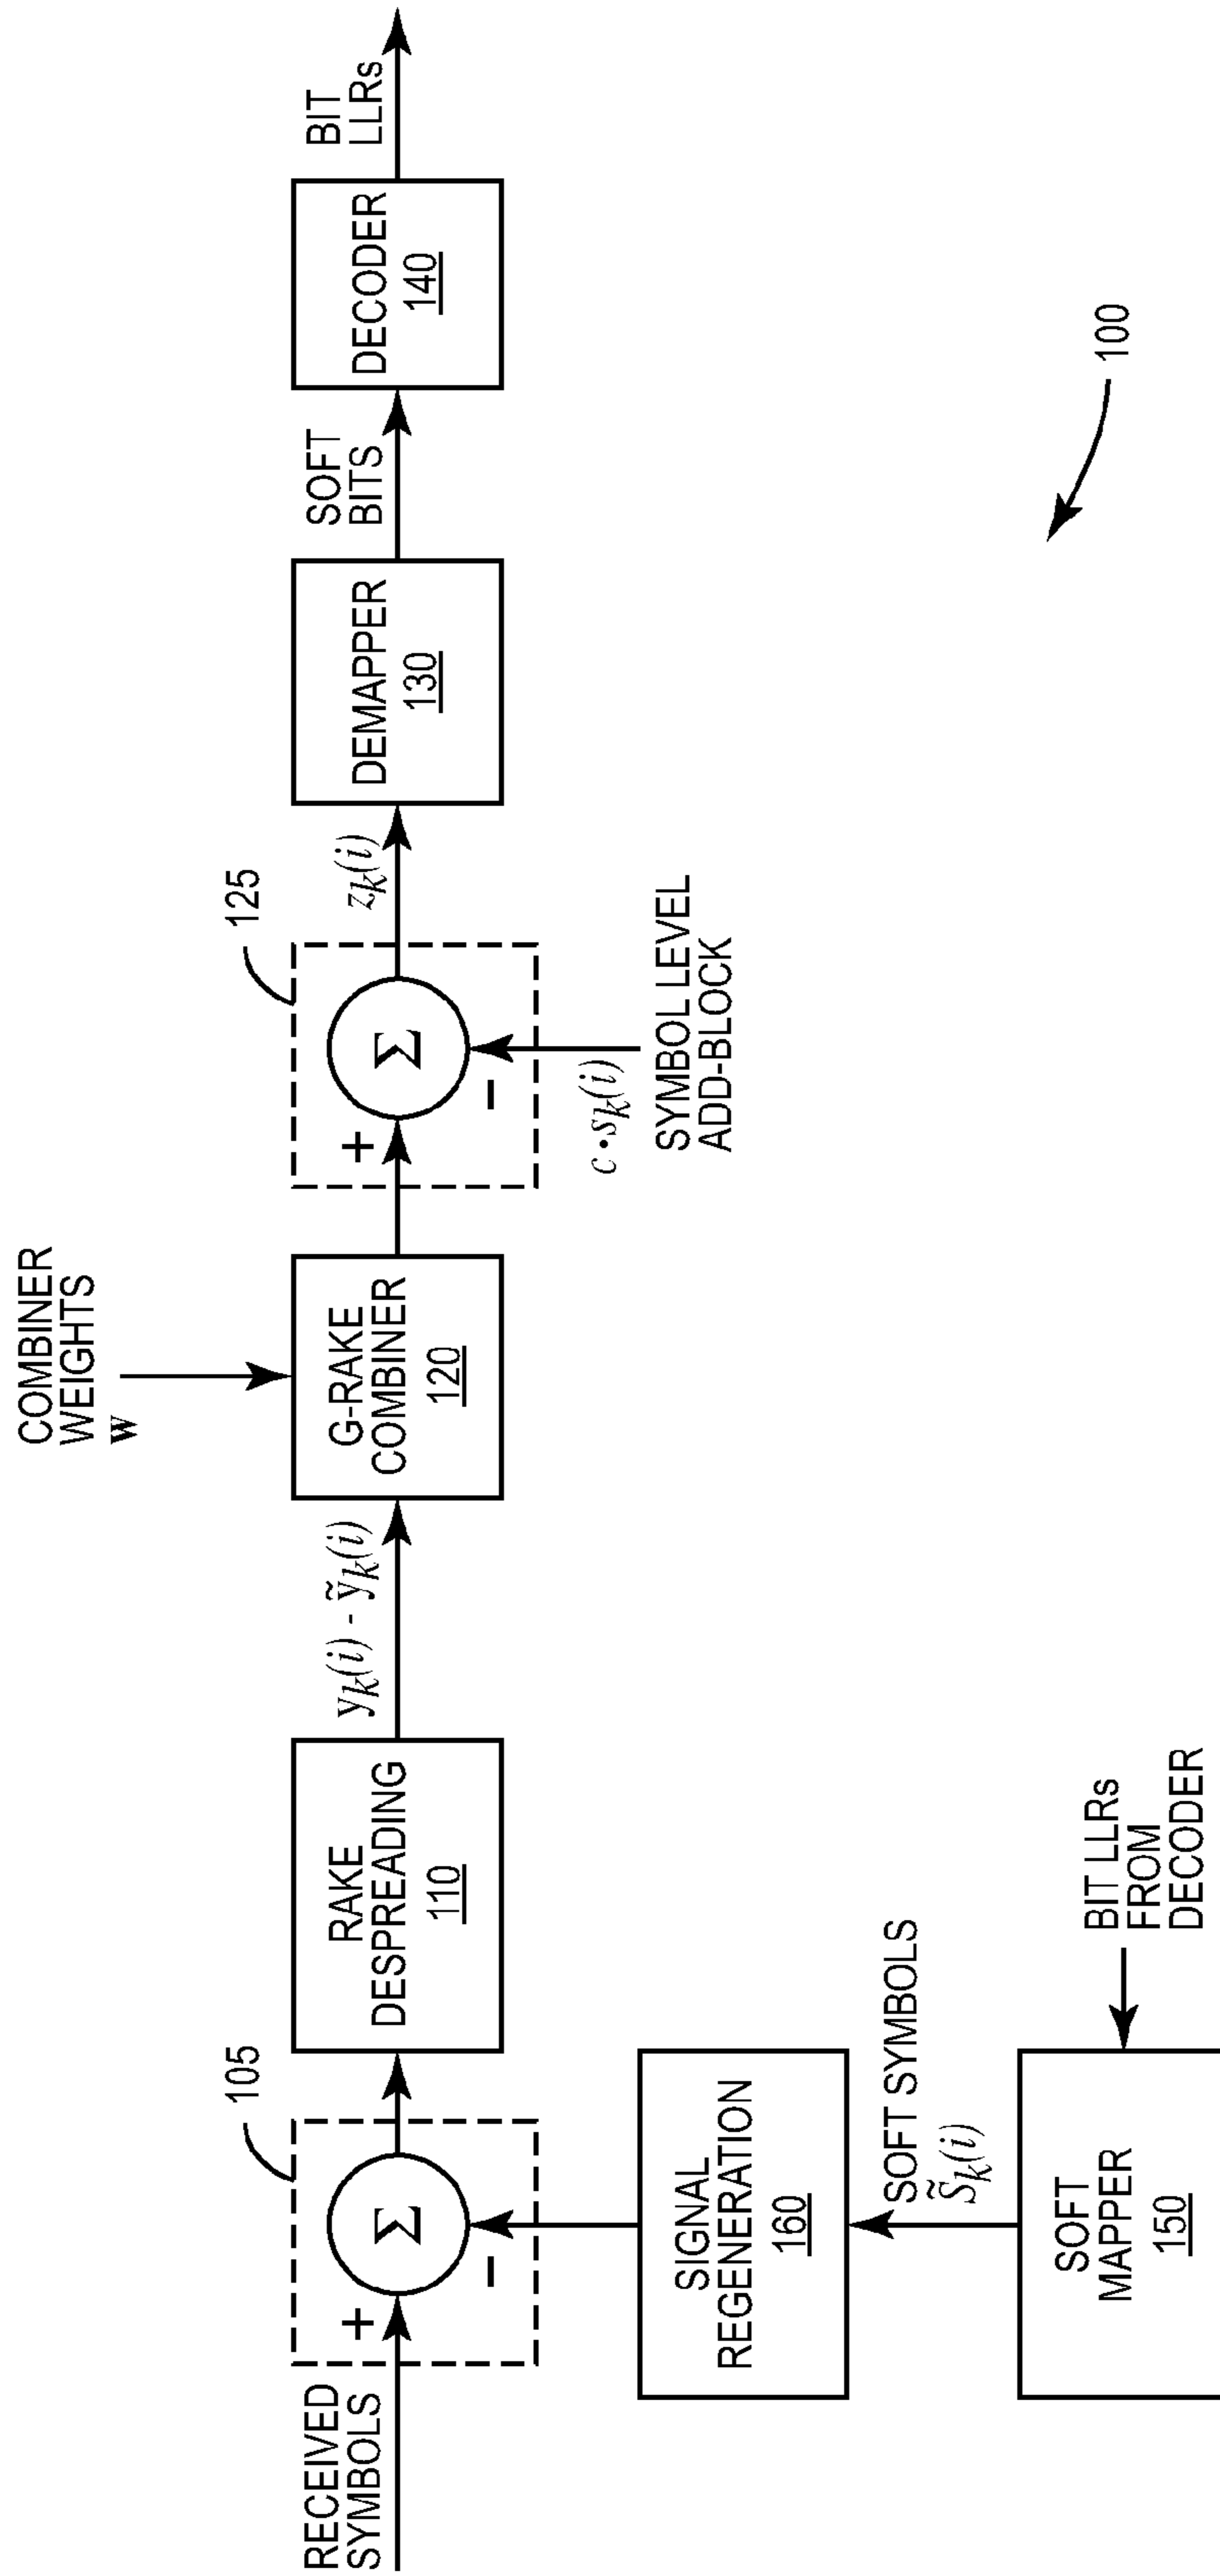 RECEIVED
SYMBOLS
+
Σ
−
105
RAKE
DESPREADING
110
yk(i) - ỹk(i)
COMBINER
WEIGHTS
w
G-RAKE
COMBINER
120
+
Σ
−
125
c•sk(i)
SYMBOL LEVEL
ADD-BLOCK
zk(i)
DEMAPPER
130
SOFT
BITS
DECODER
140
BIT
LLRs
SIGNAL
REGENERATION
160
SOFT SYMBOLS
s̃k(i)
SOFT
MAPPER
150
BIT LLRs
FROM
DECODER
100